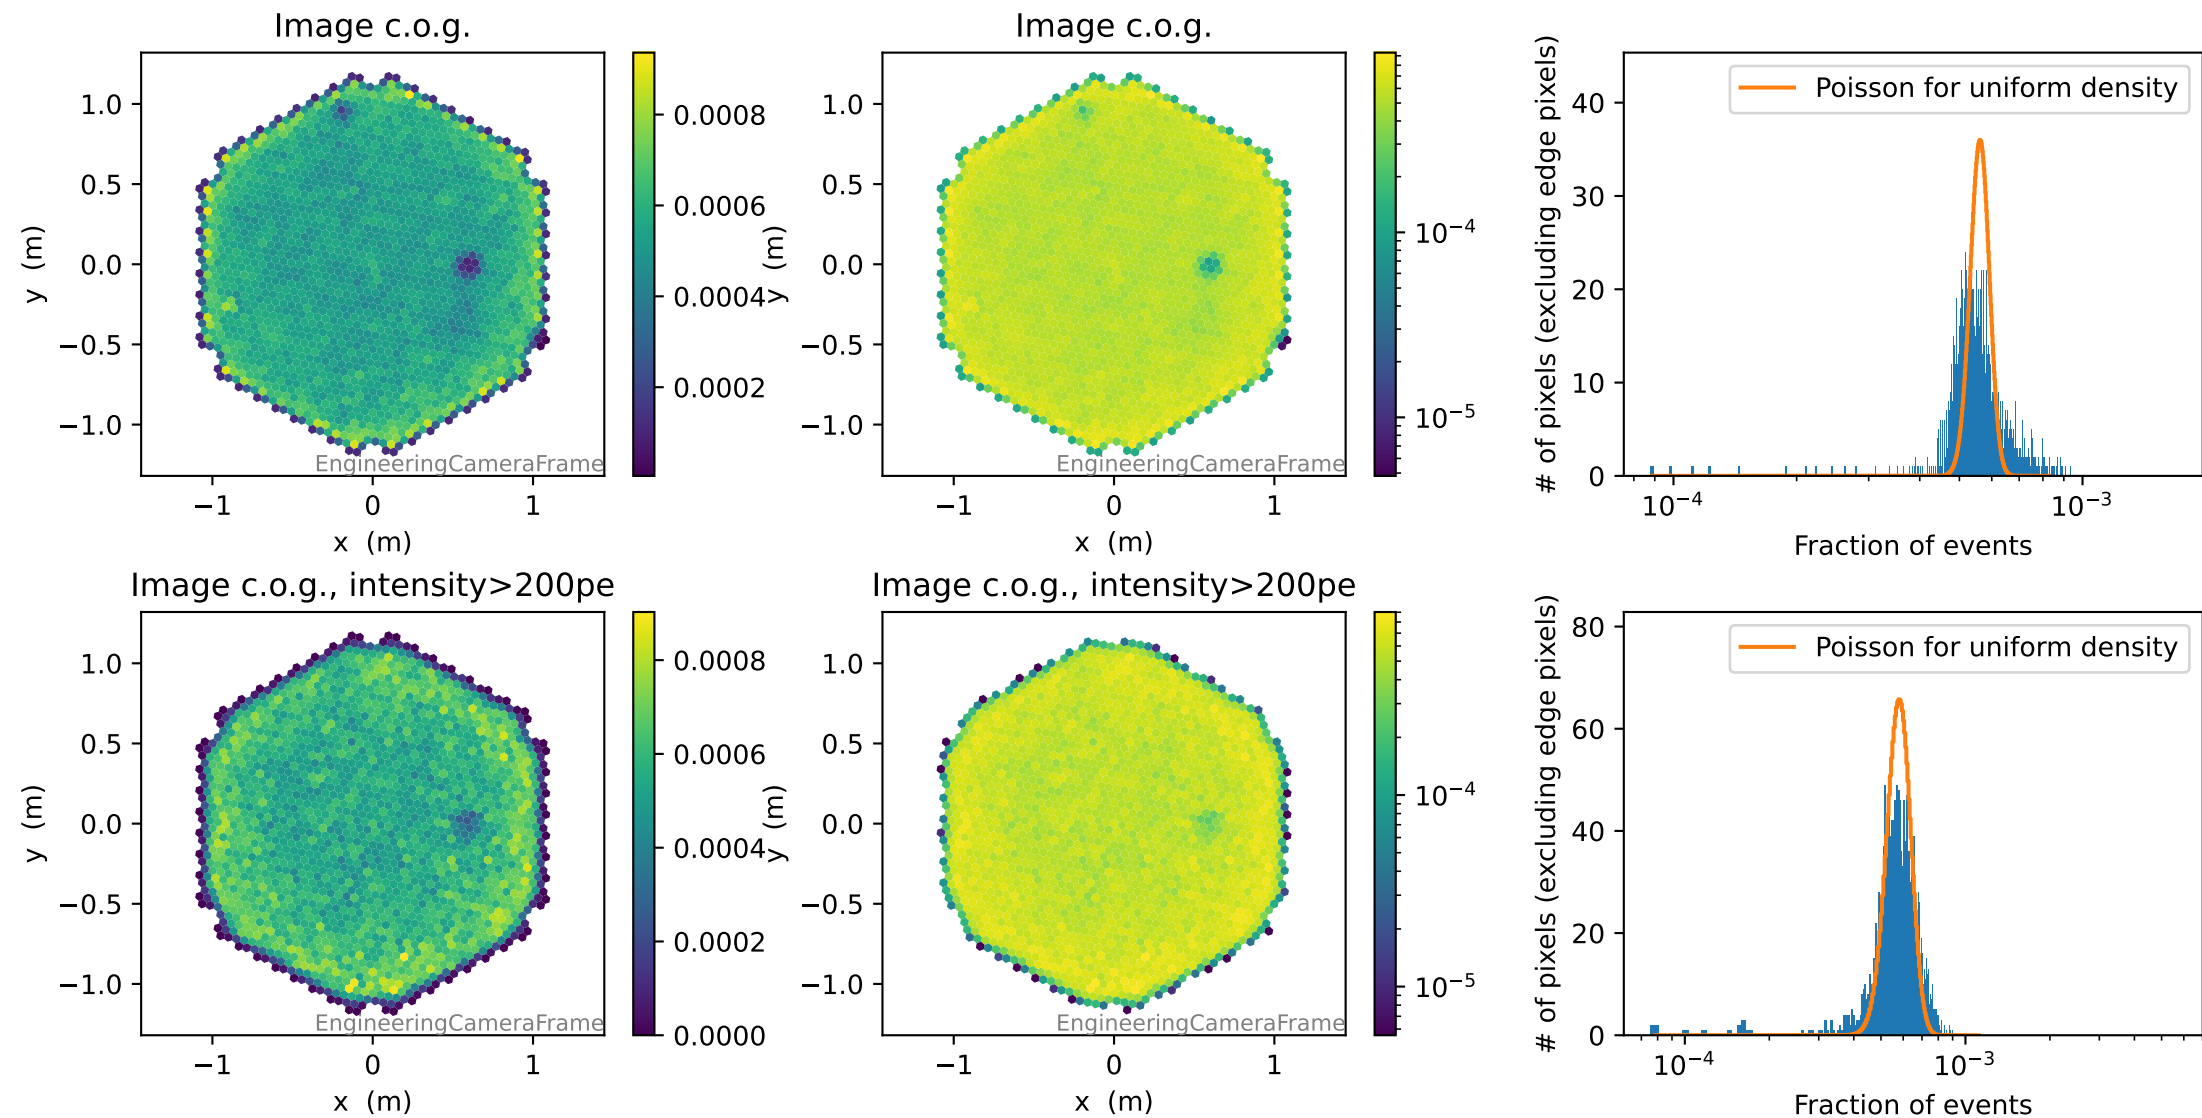 Image c.o.g.
1.0
0.5
0.0
−0.5
−1.0
y (m)
−1
0
1
x (m)
EngineeringCameraFrame
0.0008
0.0006
0.0004
0.0002
Image c.o.g.
1.0
0.5
0.0
−0.5
−1.0
y (m)
−1
0
1
x (m)
EngineeringCameraFrame
10⁻⁴
10⁻⁵
# of pixels (excluding edge pixels)
40
30
20
10
0
Poisson for uniform density
10⁻⁴
10⁻³
Fraction of events
Image c.o.g., intensity>200pe
1.0
0.5
0.0
−0.5
−1.0
y (m)
−1
0
1
x (m)
EngineeringCameraFrame
0.0008
0.0006
0.0004
0.0002
0.0000
Image c.o.g., intensity>200pe
1.0
0.5
0.0
−0.5
−1.0
y (m)
−1
0
1
x (m)
EngineeringCameraFrame
10⁻⁴
10⁻⁵
# of pixels (excluding edge pixels)
80
60
40
20
0
Poisson for uniform density
10⁻⁴
10⁻³
Fraction of events